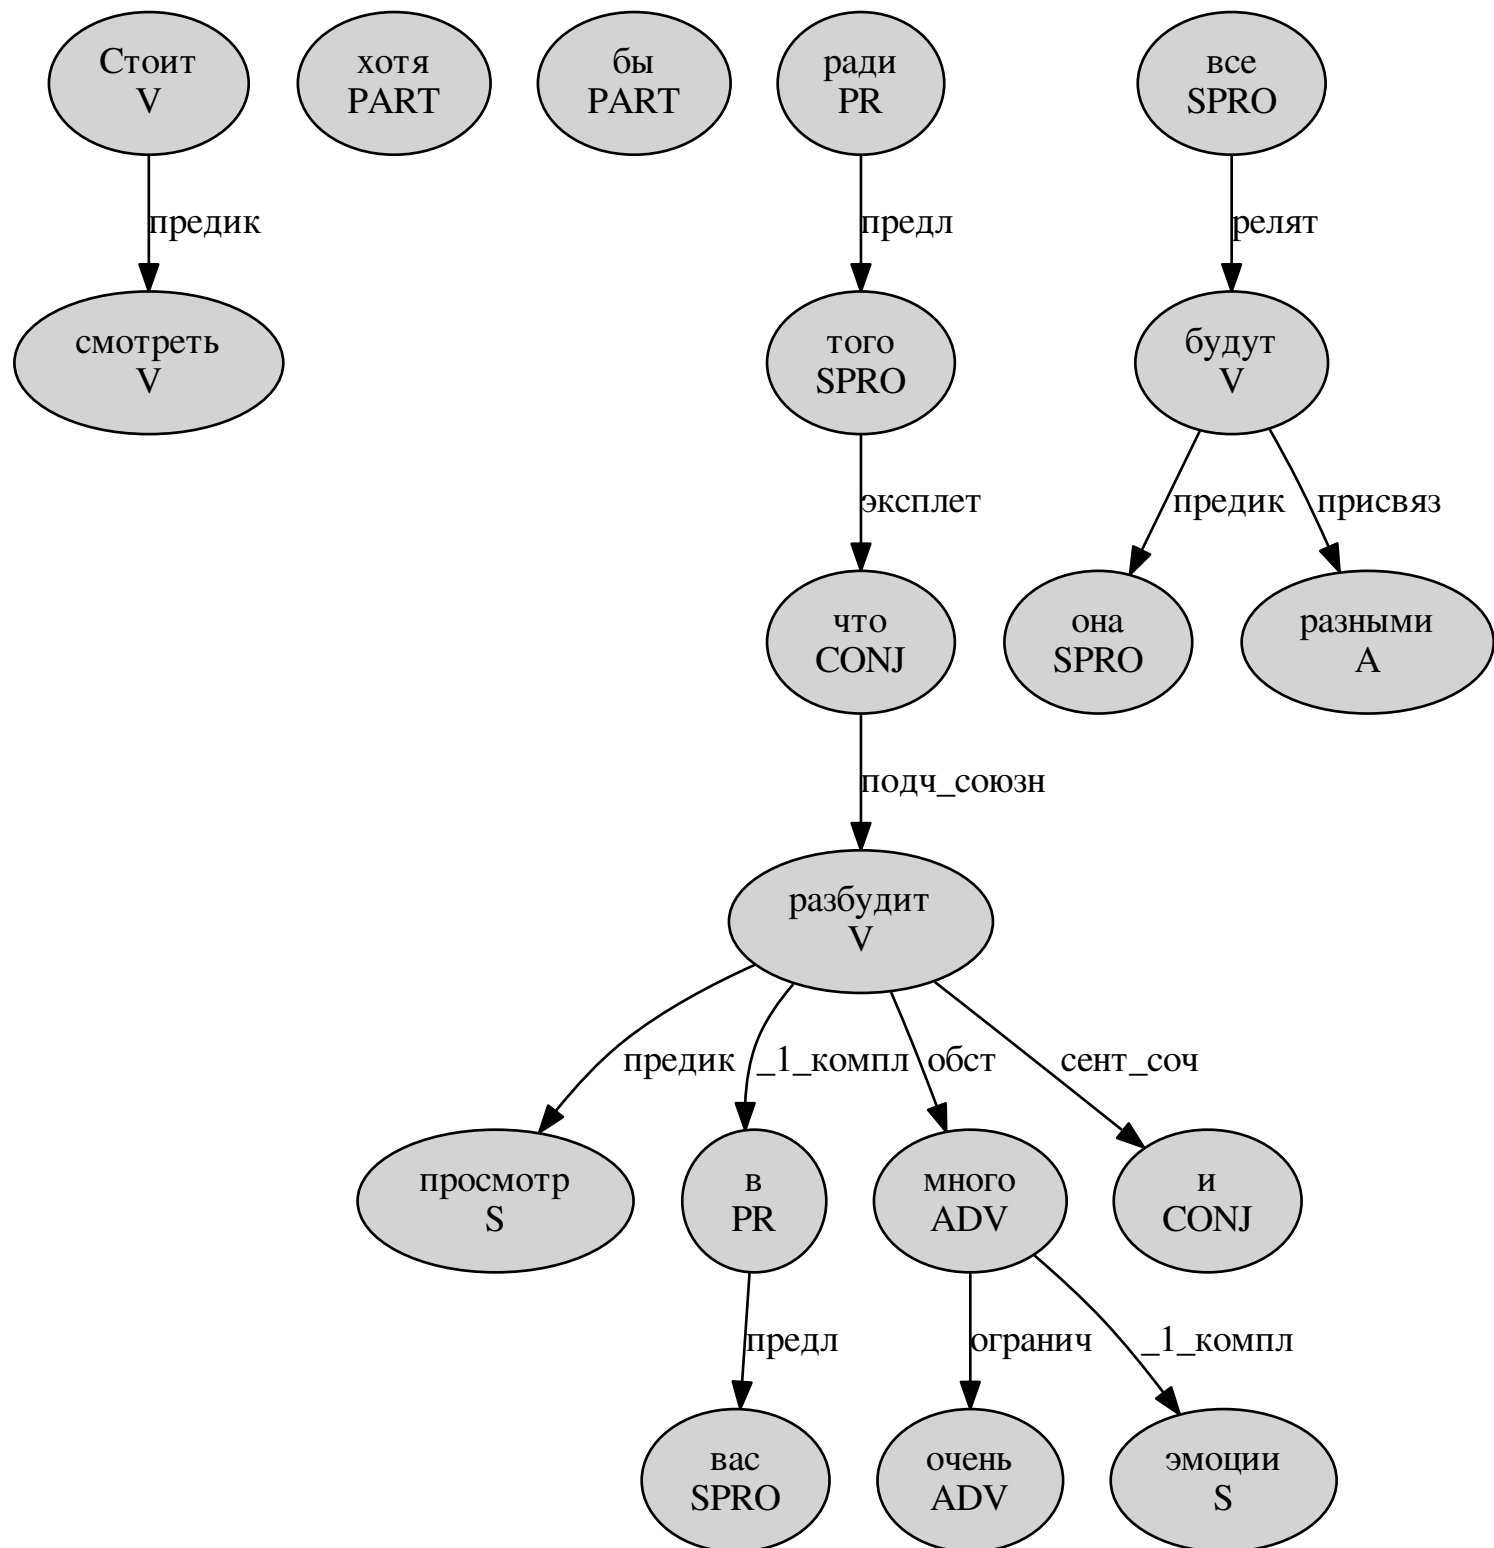 Стоит
V
хотя
PART
бы
PART
ради
PR
все
SPRO
предик
предл
релят
смотреть
V
того
SPRO
будут
V
эксплет
предик
присвяз
что
CONJ
она
SPRO
разными
A
подч_союзн
разбудит
V
предик
_1_компл
обст
сент_соч
просмотр
S
в
PR
много
ADV
и
CONJ
предл
огранич
_1_компл
вас
SPRO
очень
ADV
эмоции
S